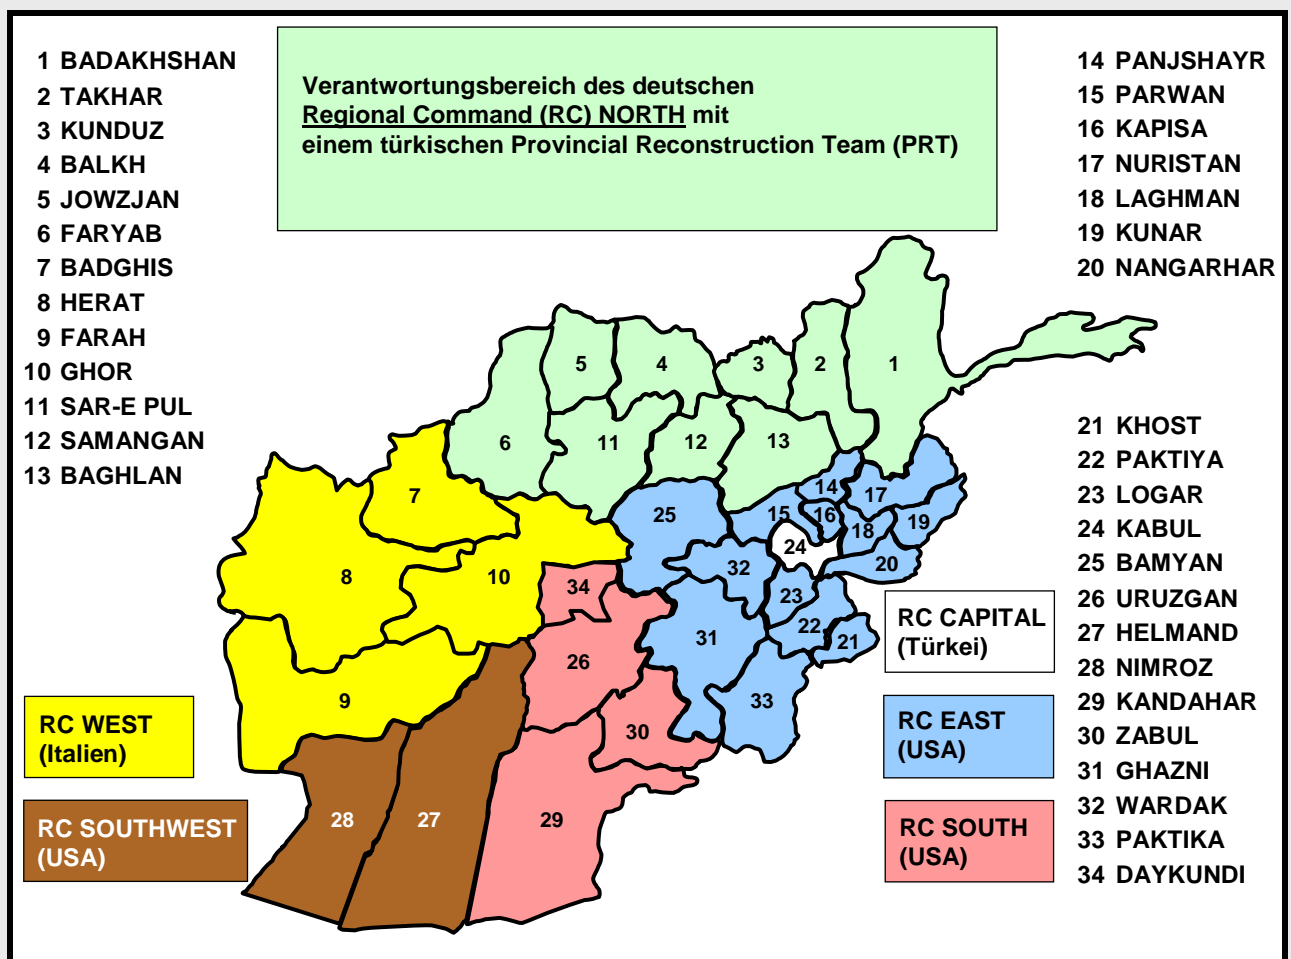 1 BADAKHSHAN
2 TAKHAR
3 KUNDUZ
4 BALKH
5 JOWZJAN
6 FARYAB
7 BADGHIS
8 HERAT
9 FARAH
10 GHOR
11 SAR-E PUL
12 SAMANGAN
13 BAGHLAN
Verantwortungsbereich des deutschen
Regional Command (RC) NORTH mit
einem türkischen Provincial Reconstruction Team (PRT)
14 PANJSHAYR
15 PARWAN
16 KAPISA
17 NURISTAN
18 LAGHMAN
19 KUNAR
20 NANGARHAR
21 KHOST
22 PAKTIYA
23 LOGAR
24 KABUL
25 BAMYAN
26 URUZGAN
27 HELMAND
28 NIMROZ
29 KANDAHAR
30 ZABUL
31 GHAZNI
32 WARDAK
33 PAKTIKA
34 DAYKUNDI
5
4
3
2
1
6
11
12
13
7
25
14
17
15
16
18
19
24
20
8
10
34
32
23
22
21
31
26
9
30
33
28
27
29
RC WEST
(Italien)
RC SOUTHWEST
(USA)
RC CAPITAL
(Türkei)
RC EAST
(USA)
RC SOUTH
(USA)